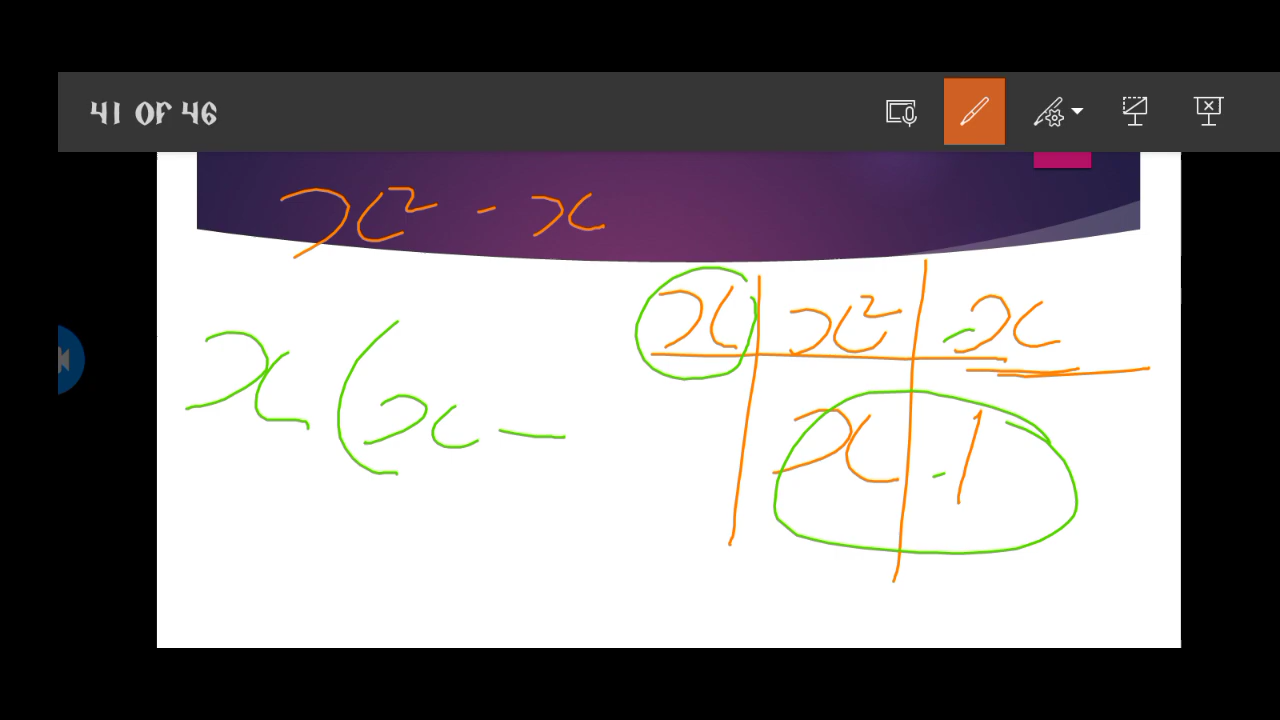 41 OF 46
x² - x
x | x² | -x
x (x -
x | -1